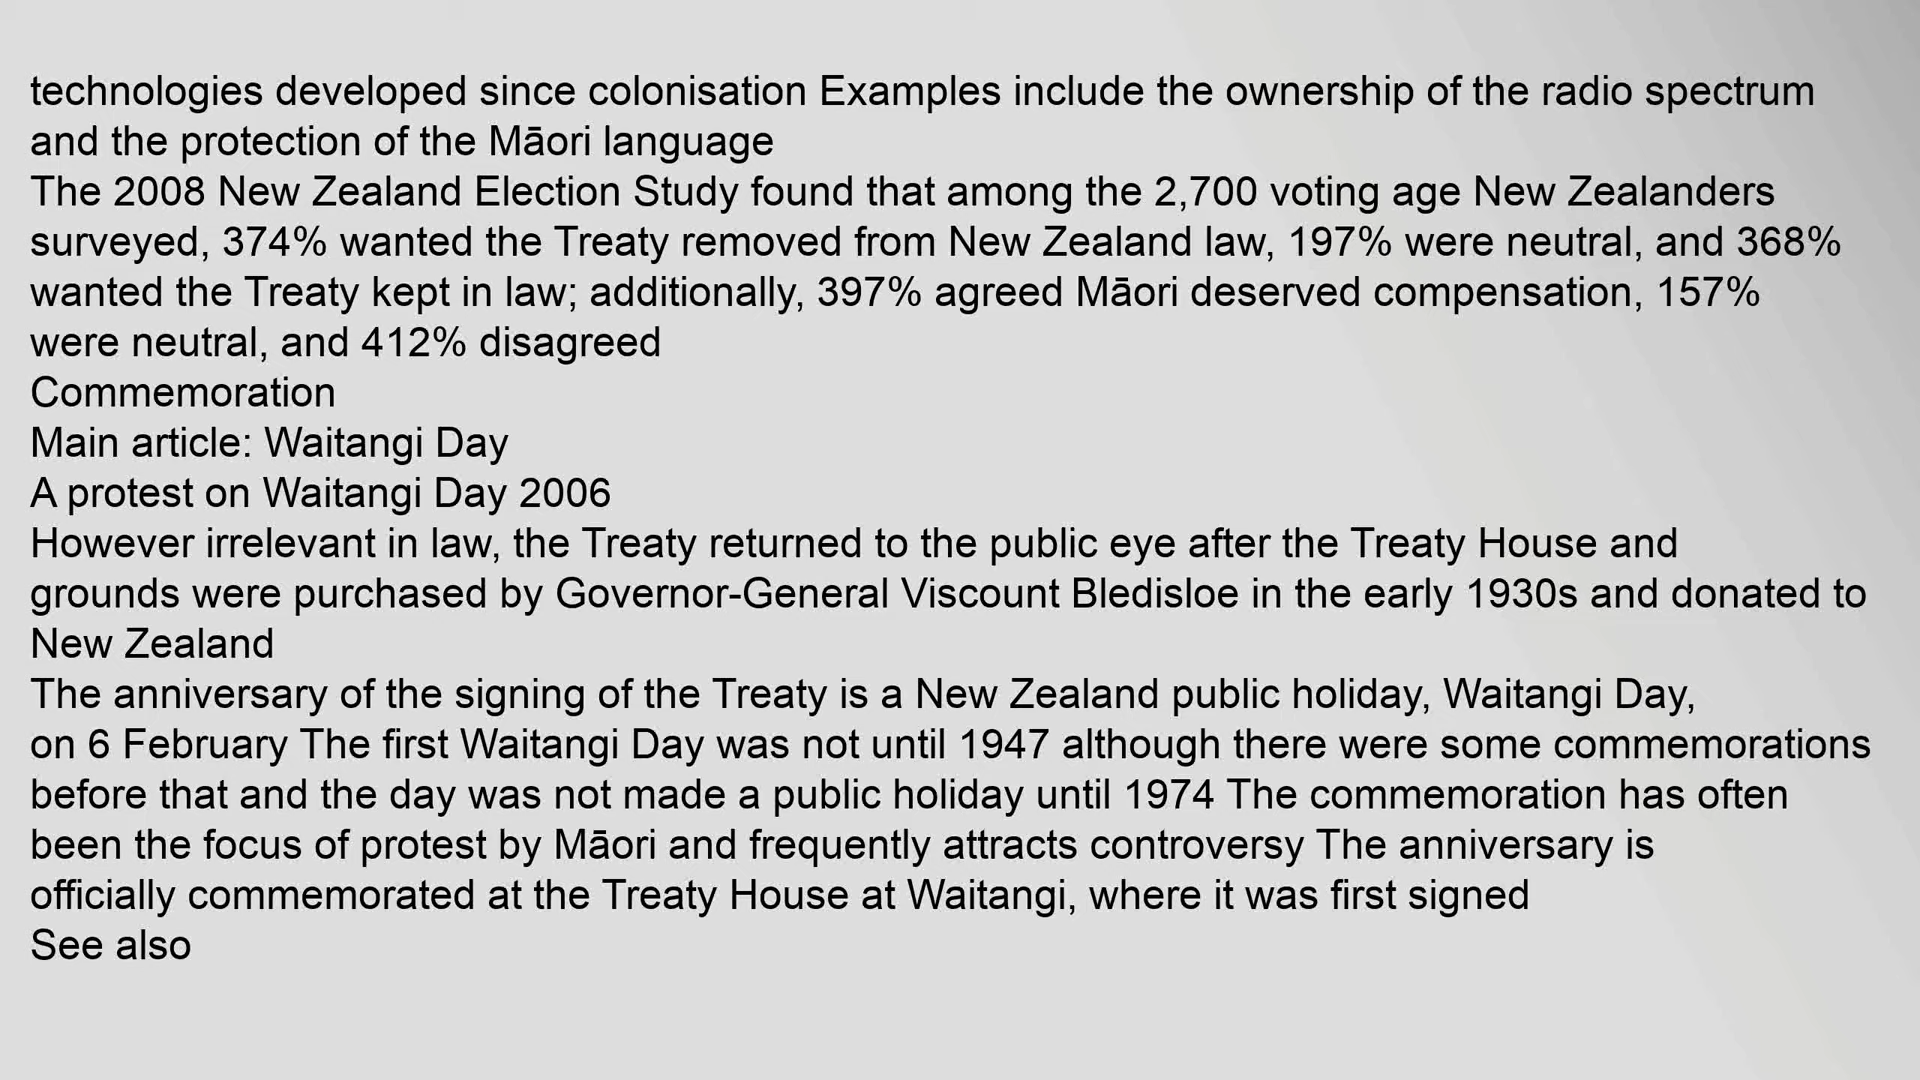 technologies developed since colonisation Examples include the ownership of the radio spectrum
and the protection of the Māori language
The 2008 New Zealand Election Study found that among the 2,700 voting age New Zealanders
surveyed, 374% wanted the Treaty removed from New Zealand law, 197% were neutral, and 368%
wanted the Treaty kept in law; additionally, 397% agreed Māori deserved compensation, 157%
were neutral, and 412% disagreed
Commemoration
Main article: Waitangi Day
A protest on Waitangi Day 2006
However irrelevant in law, the Treaty returned to the public eye after the Treaty House and
grounds were purchased by Governor-General Viscount Bledisloe in the early 1930s and donated to
New Zealand
The anniversary of the signing of the Treaty is a New Zealand public holiday, Waitangi Day,
on 6 February The first Waitangi Day was not until 1947 although there were some commemorations
before that and the day was not made a public holiday until 1974 The commemoration has often
been the focus of protest by Māori and frequently attracts controversy The anniversary is
officially commemorated at the Treaty House at Waitangi, where it was first signed
See also